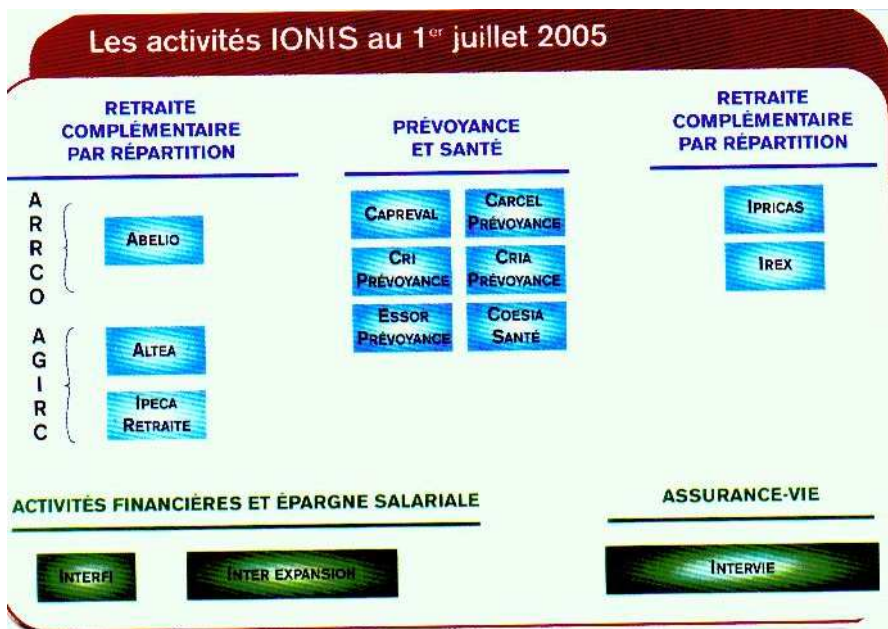 Les activités IONIS au 1er juillet 2005
RETRAITE
COMPLÉMENTAIRE
PAR RÉPARTITION
ARRCO
ABELIO
AGIRC
ALTEA
IPECA
RETRAITE
PRÉVOYANCE
ET SANTÉ
CAPREVAL
CARCEL
PRÉVOYANCE
CRI
PRÉVOYANCE
CRIA
PRÉVOYANCE
ESSOR
PRÉVOYANCE
COESIA
SANTÉ
RETRAITE
COMPLÉMENTAIRE
PAR RÉPARTITION
IPRICAS
IREX
ACTIVITÉS FINANCIÈRES ET ÉPARGNE SALARIALE
INTERFI
INTER EXPANSION
ASSURANCE-VIE
INTERVIE